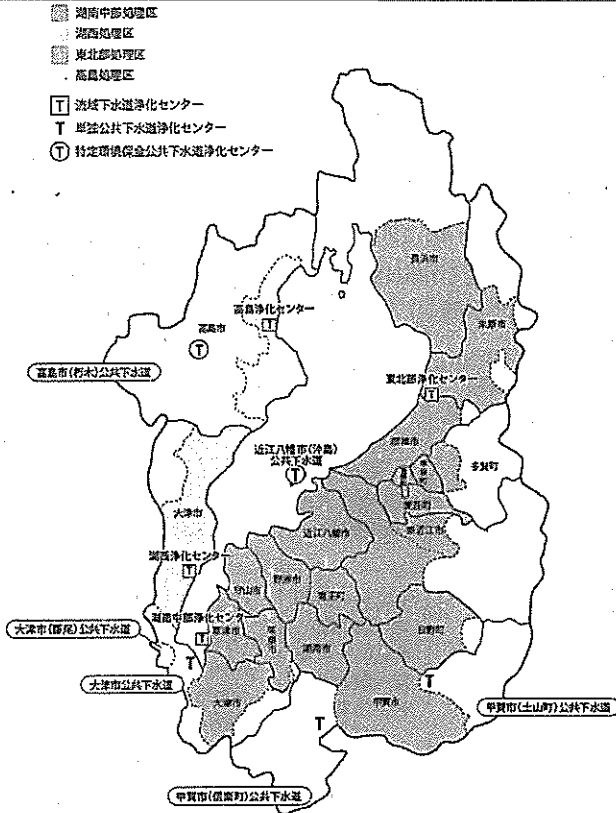 湖南中部処理区
湖西処理区
東北部処理区
高島処理区
T 流域下水道浄化センター
T 単独公共下水道浄化センター
T 特定環境保全公共下水道浄化センター
長浜市
米原市
高島浄化センター
T
高島市
T
高島市(朽木)公共下水道
東北部浄化センター
T
彦根市
近江八幡市(沖島)
公共下水道
T
多賀町
大津市
近江八幡市
東近江市
湖西浄化センター
T
守山市
野洲市
竜王町
湖南中部浄化センター
T
草津市
栗東市
湖南市
日野町
大津市(藤尾)公共下水道
T
大津市公共下水道
大津市
甲賀市
T
甲賀市(土山町)公共下水道
T
甲賀市(信楽町)公共下水道